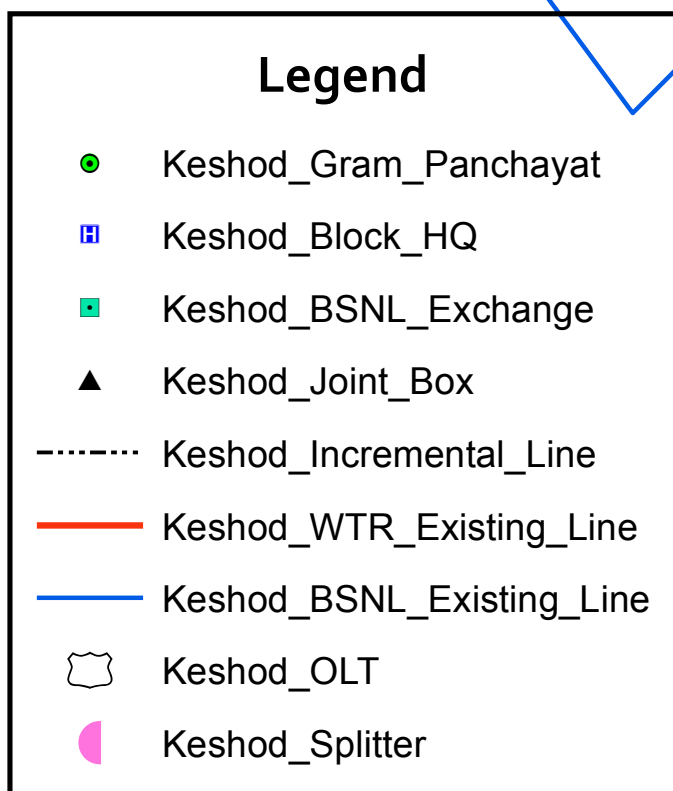 Legend
Keshod_Gram_Panchayat
H Keshod_Block_HQ
Keshod_BSNL_Exchange
Keshod_Joint_Box
Keshod_Incremental_Line
Keshod_WTR_Existing_Line
Keshod_BSNL_Existing_Line
Keshod_OLT
Keshod_Splitter